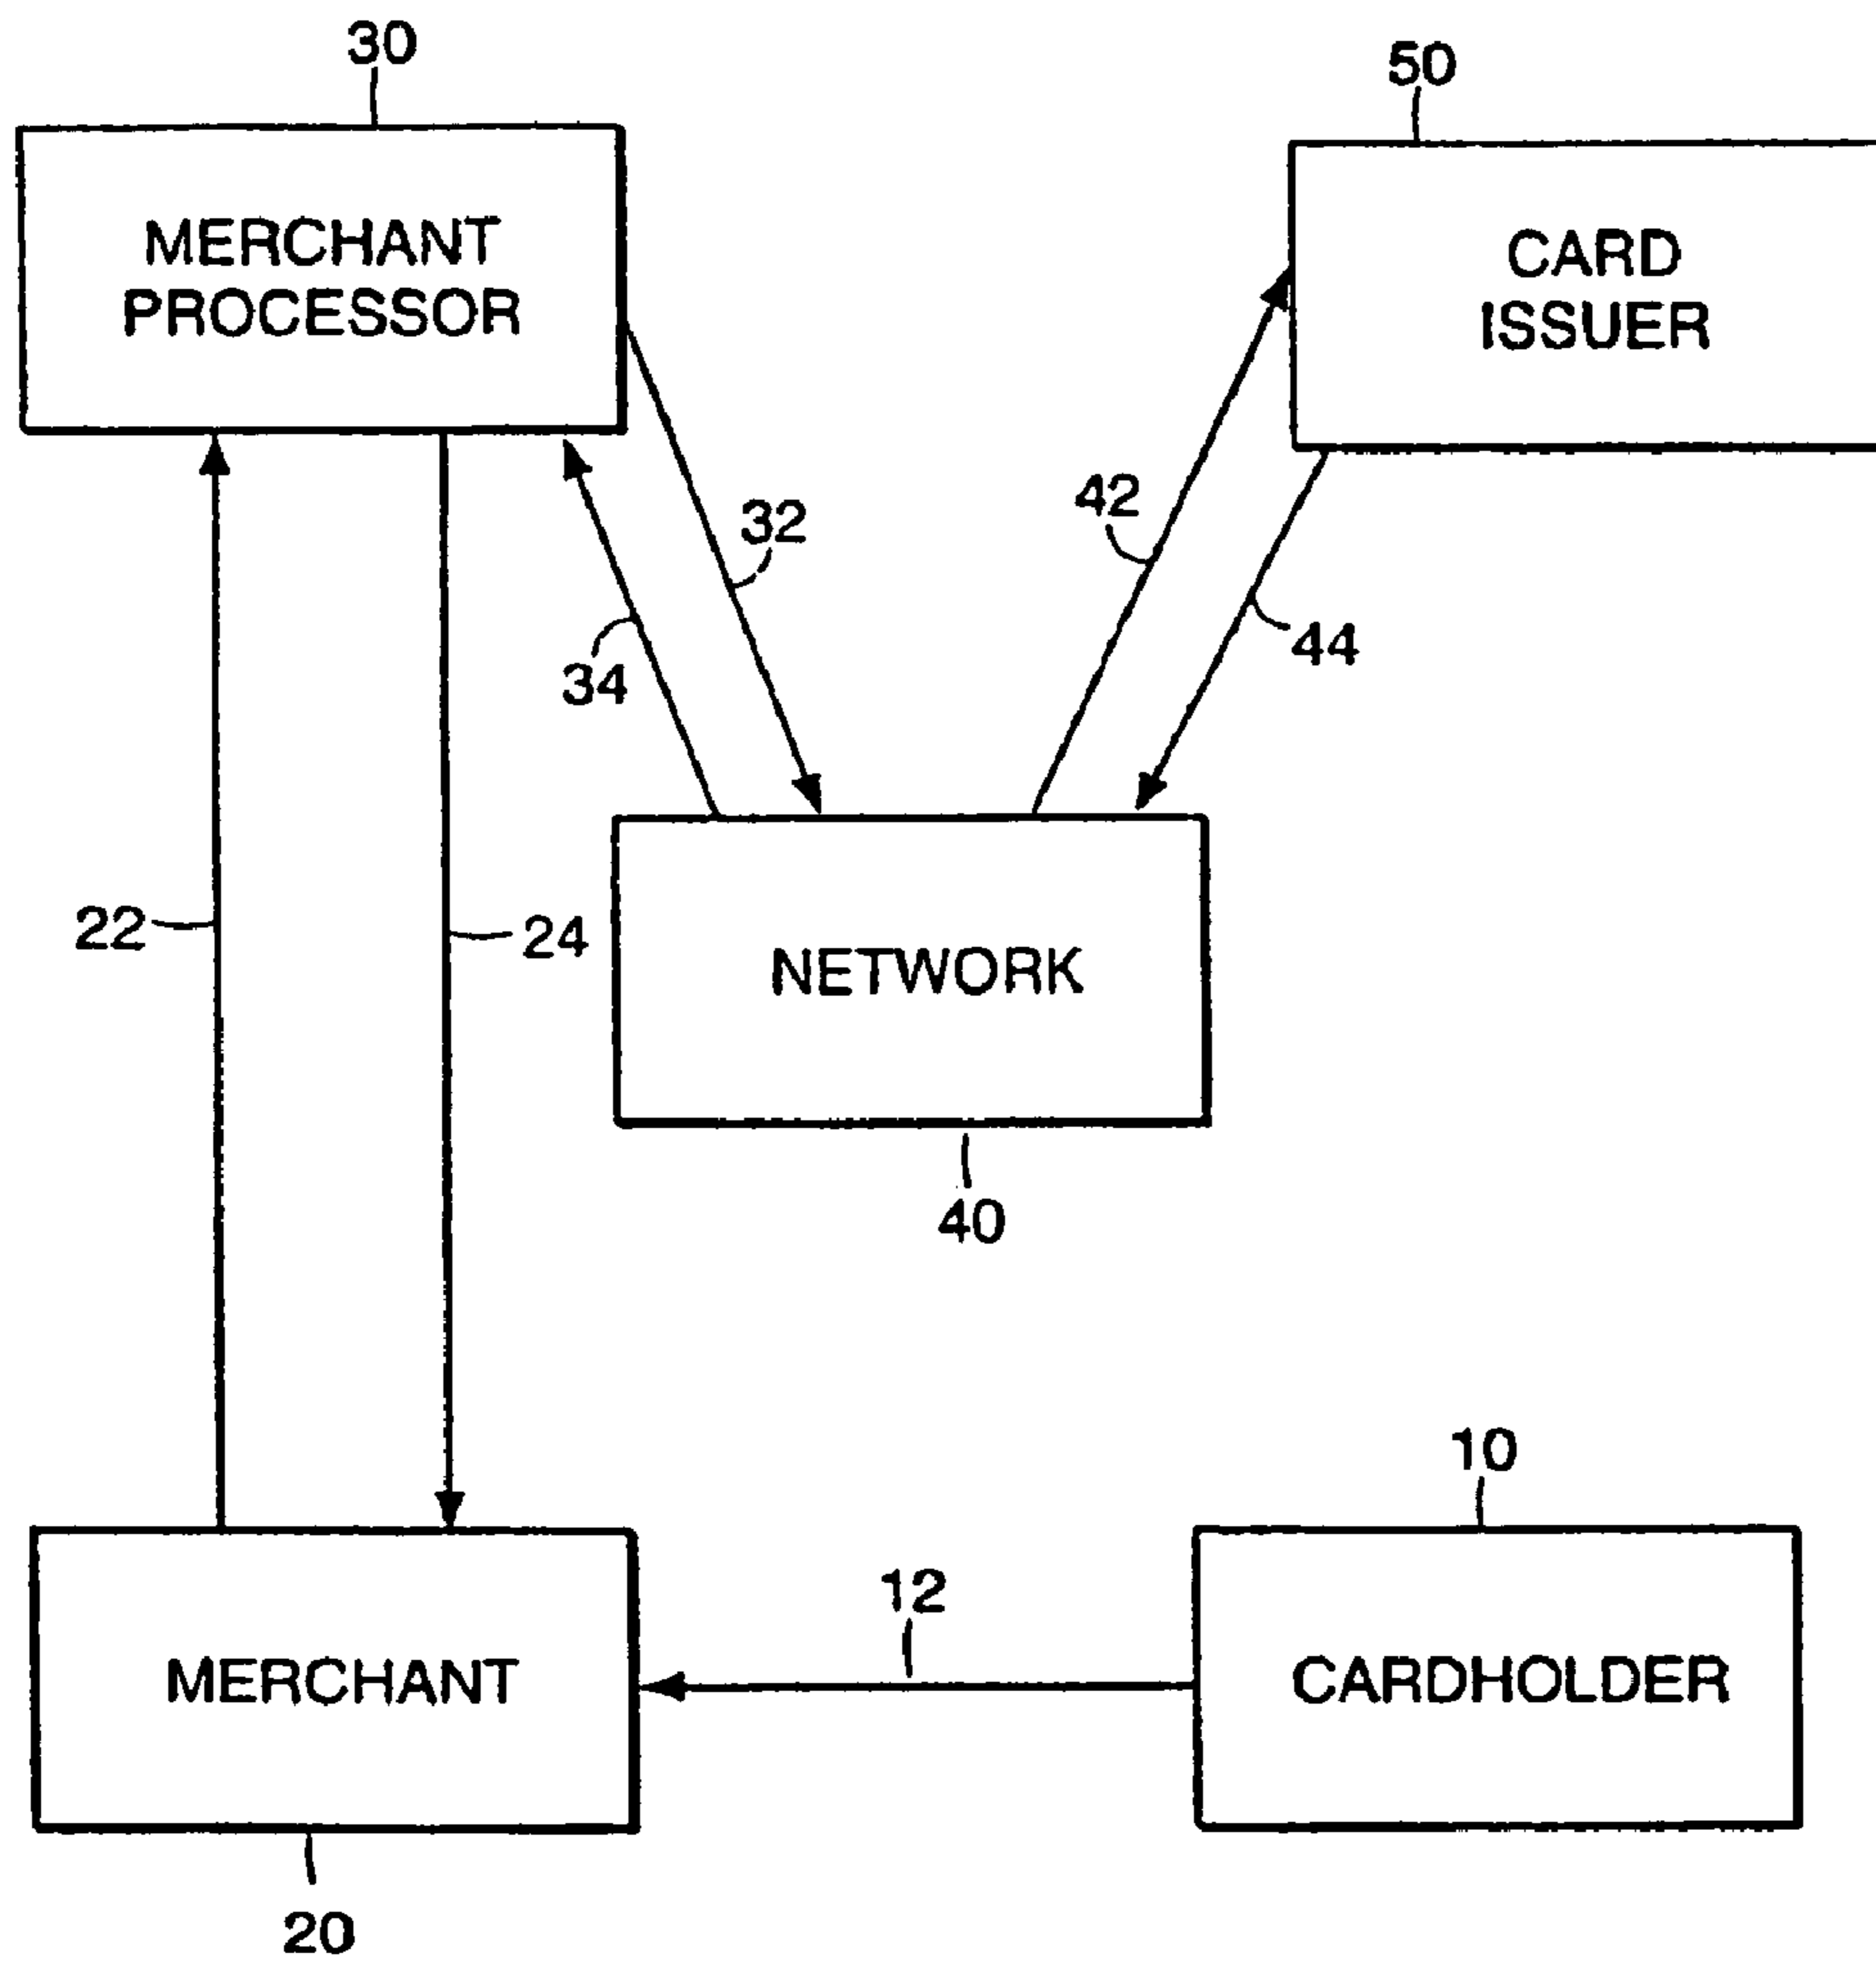 30
50
MERCHANT
PROCESSOR
CARD
ISSUER
42
32
44
34
22
24
NETWORK
40
10
12
MERCHANT
CARDHOLDER
20